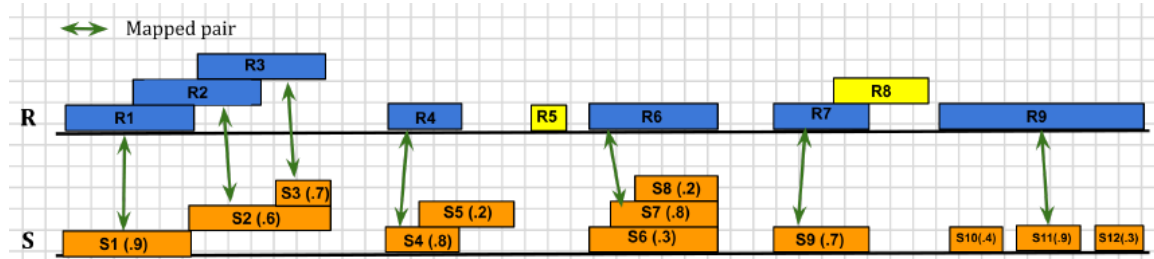 Mapped pair
R3
R2
R8
R R1 R4 R5 R6 R7 R9
S3 (.7) S8 (.2)
S2 (.6) S5 (.2) S7 (.8)
S S1 (.9) S4 (.8) S6 (.3) S9 (.7) S10(.4) S11(.9) S12(.3)